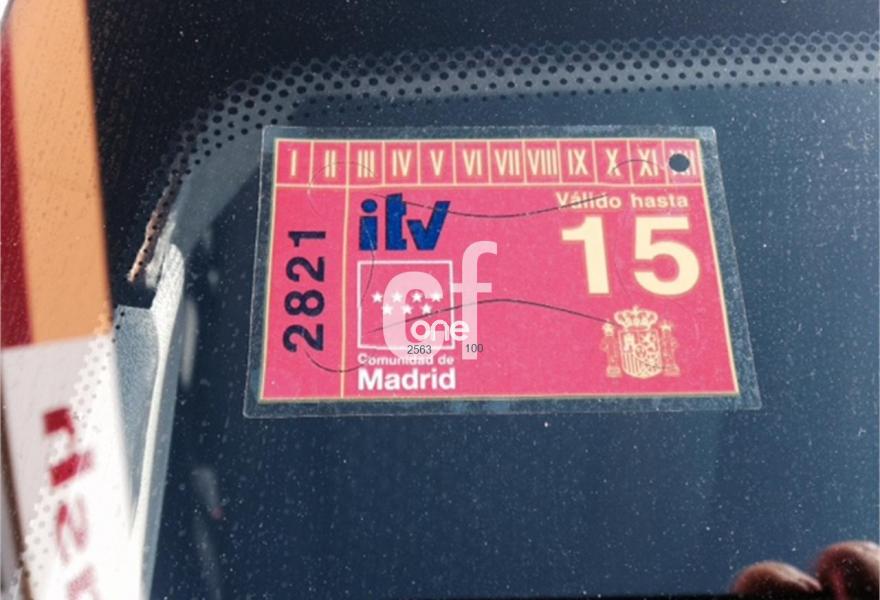 I II III IV V VI VII VIII IX X XI XII
itv
Válido hasta
15
2821
cf
one
2563 100
Comunidad de
Madrid